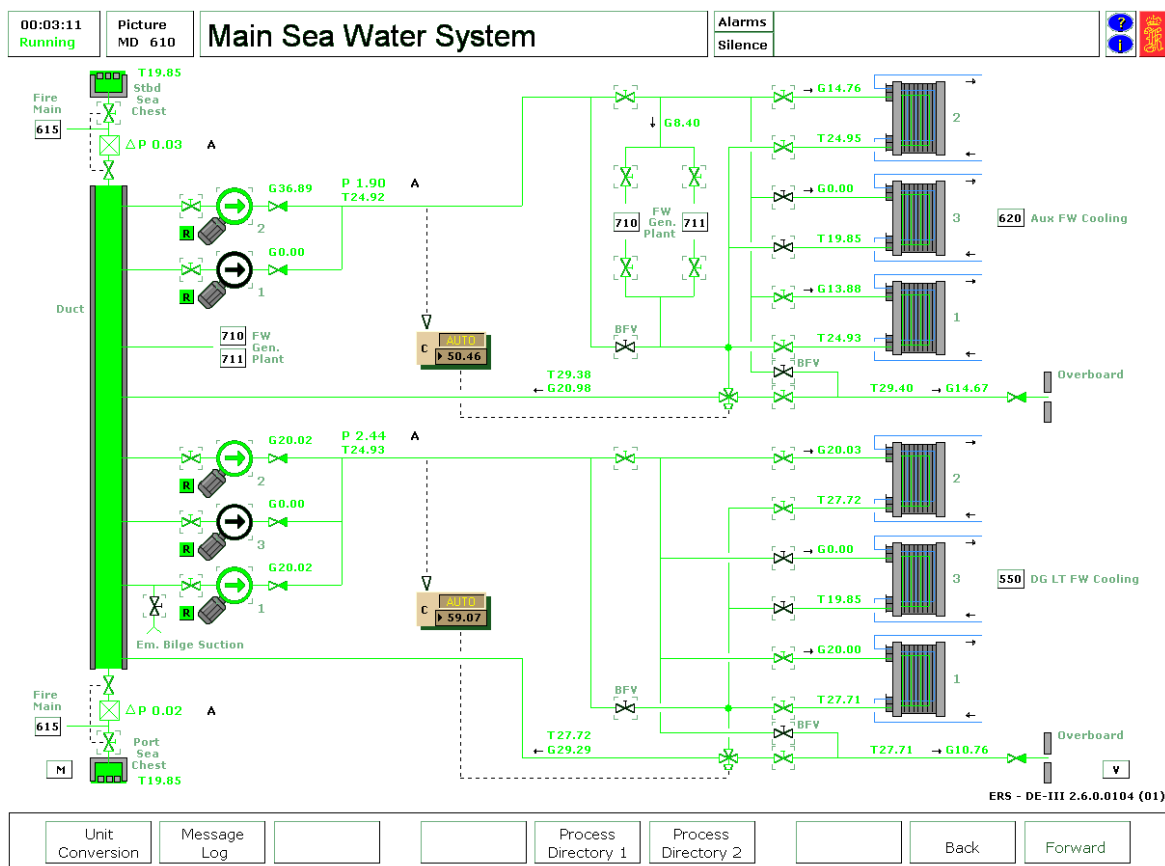 00:03:11
Running
Picture
MD 610
Main Sea Water System
Alarms
Silence
?
i
T19.85
Stbd
Sea
Chest
Fire
Main
615
△P 0.03
A
G36.89
R
2
G0.00
R
1
P 1.90
A
T24.92
Duct
710
FW
Gen.
711
Plant
C
AUTO
50.46
T29.38
← G20.98
↓ G8.40
710
FW
Gen.
Plant
711
BFV
→ G14.76
T24.95
2
→ G0.00
T19.85
3
620 Aux FW Cooling
→ G13.88
T24.93
1
BFV
T29.40 → G14.67
Overboard
G20.02
R
2
G0.00
R
3
G20.02
R
1
P 2.44
A
T24.93
Em. Bilge Suction
C
AUTO
59.07
BFV
→ G20.03
T27.72
2
→ G0.00
T19.85
3
550 DG LT FW Cooling
→ G20.00
T27.71
1
BFV
T27.72
← G29.29
T27.71 → G10.76
Overboard
Fire
Main
615
△P 0.02
A
Port
Sea
Chest
T19.85
M
V
ERS - DE-III 2.6.0.0104 (01)
Unit
Conversion
Message
Log
Process
Directory 1
Process
Directory 2
Back
Forward